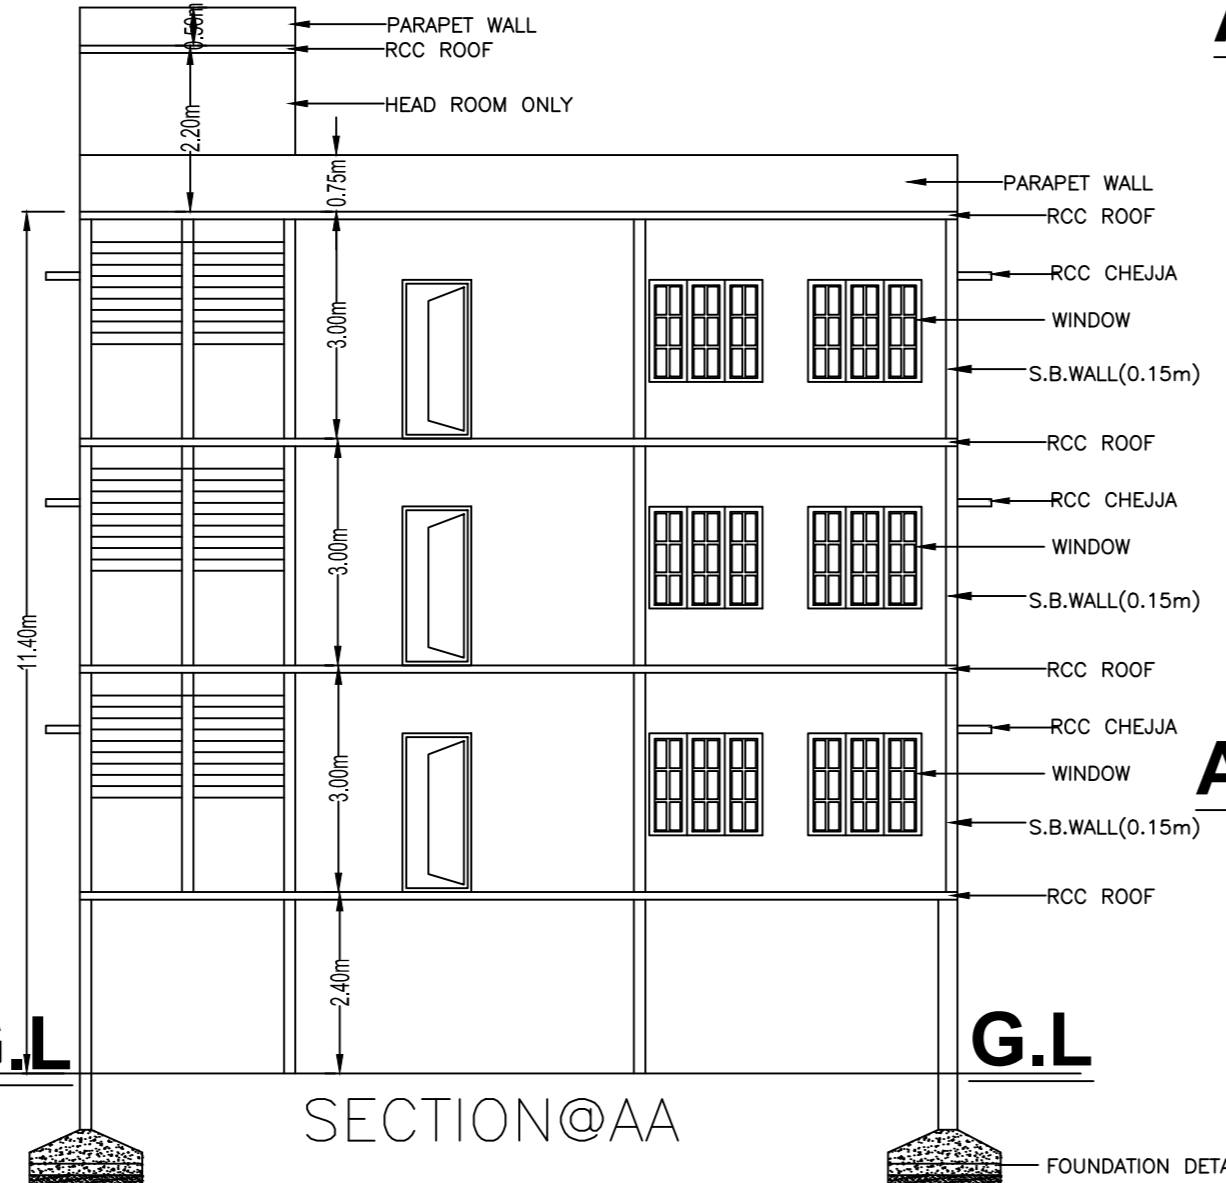 0.50m
PARAPET WALL
RCC ROOF
2.20m
HEAD ROOM ONLY
0.75m
PARAPET WALL
RCC ROOF
RCC CHEJJA
3.00m
WINDOW
S.B.WALL(0.15m)
RCC ROOF
RCC CHEJJA
3.00m
WINDOW
S.B.WALL(0.15m)
11.40m
RCC ROOF
RCC CHEJJA
3.00m
WINDOW
S.B.WALL(0.15m)
RCC ROOF
2.40m
G.L
G.L
SECTION@AA
FOUNDATION DETA